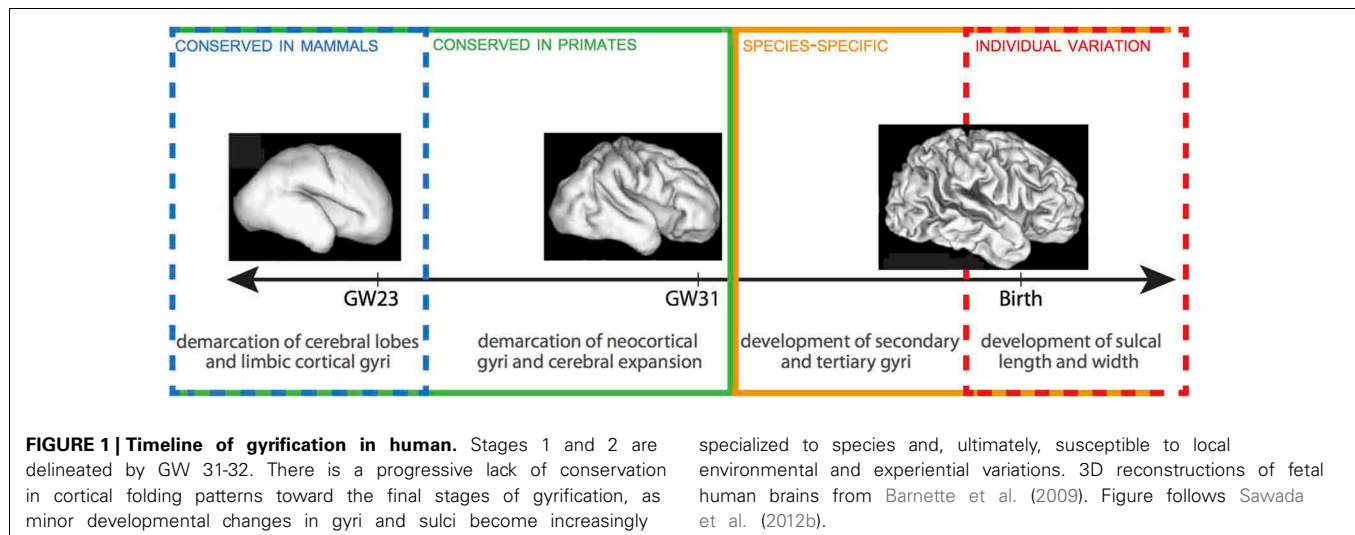 CONSERVED IN MAMMALS
CONSERVED IN PRIMATES
SPECIES-SPECIFIC
INDIVIDUAL VARIATION
GW23
GW31
Birth
demarcation of cerebral lobes
and limbic cortical gyri
demarcation of neocortical
gyri and cerebral expansion
development of secondary
and tertiary gyri
development of sulcal
length and width
FIGURE 1 | Timeline of gyrification in human. Stages 1 and 2 are
delineated by GW 31-32. There is a progressive lack of conservation
in cortical folding patterns toward the final stages of gyrification, as
minor developmental changes in gyri and sulci become increasingly
specialized to species and, ultimately, susceptible to local
environmental and experiential variations. 3D reconstructions of fetal
human brains from Barnette et al. (2009). Figure follows Sawada
et al. (2012b).